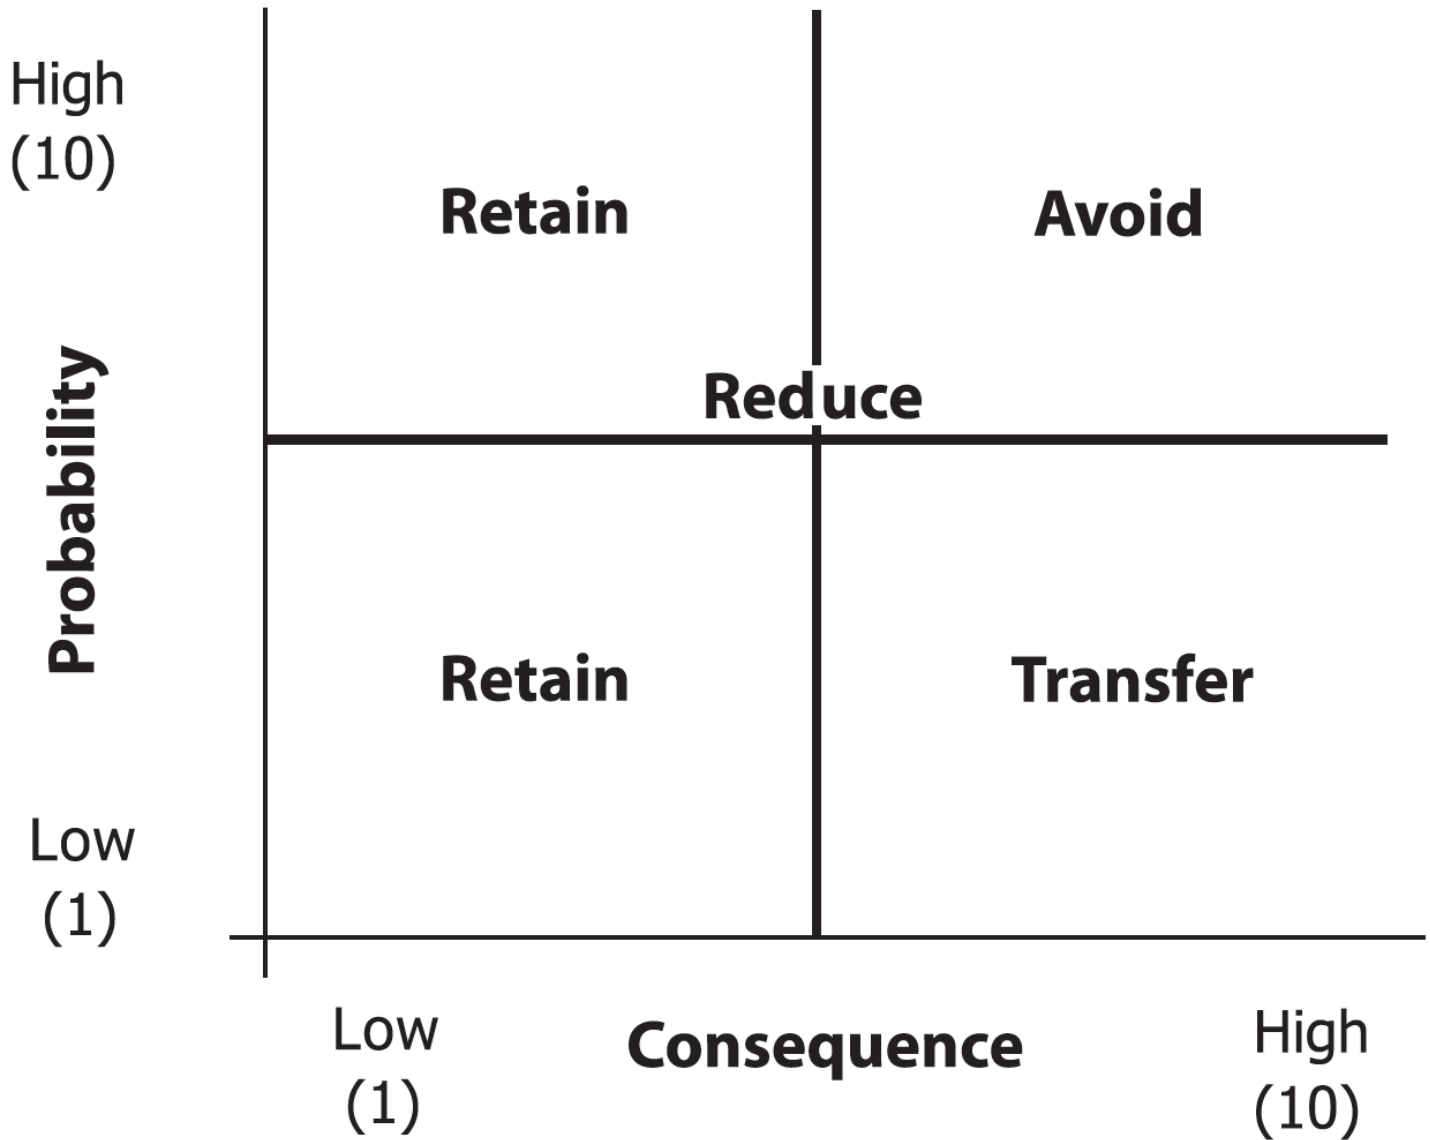 High
(10)
Retain
Avoid
Reduce
Probability
Retain
Transfer
Low
(1)
Low
(1)
Consequence
High
(10)